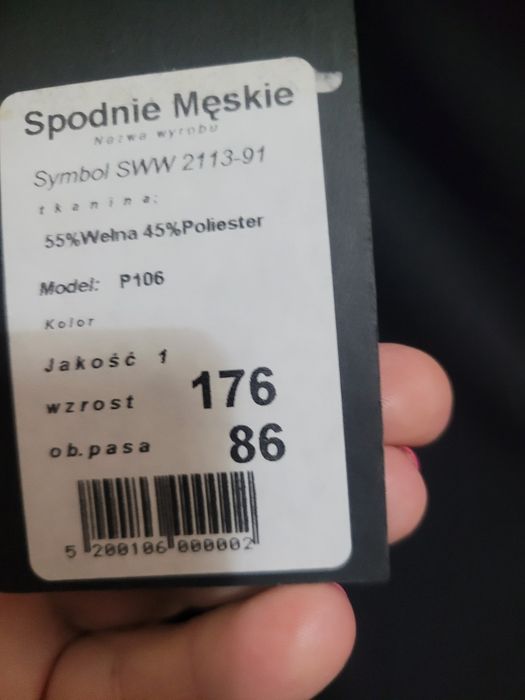 Spodnie Męskie
Nazwa wyrobu
Symbol SWW 2113-91
tkanina:
55%Wełna 45%Poliester
Model: P106
Kolor
Jakość 1
wzrost 176
ob.pasa 86
5 200106 000002